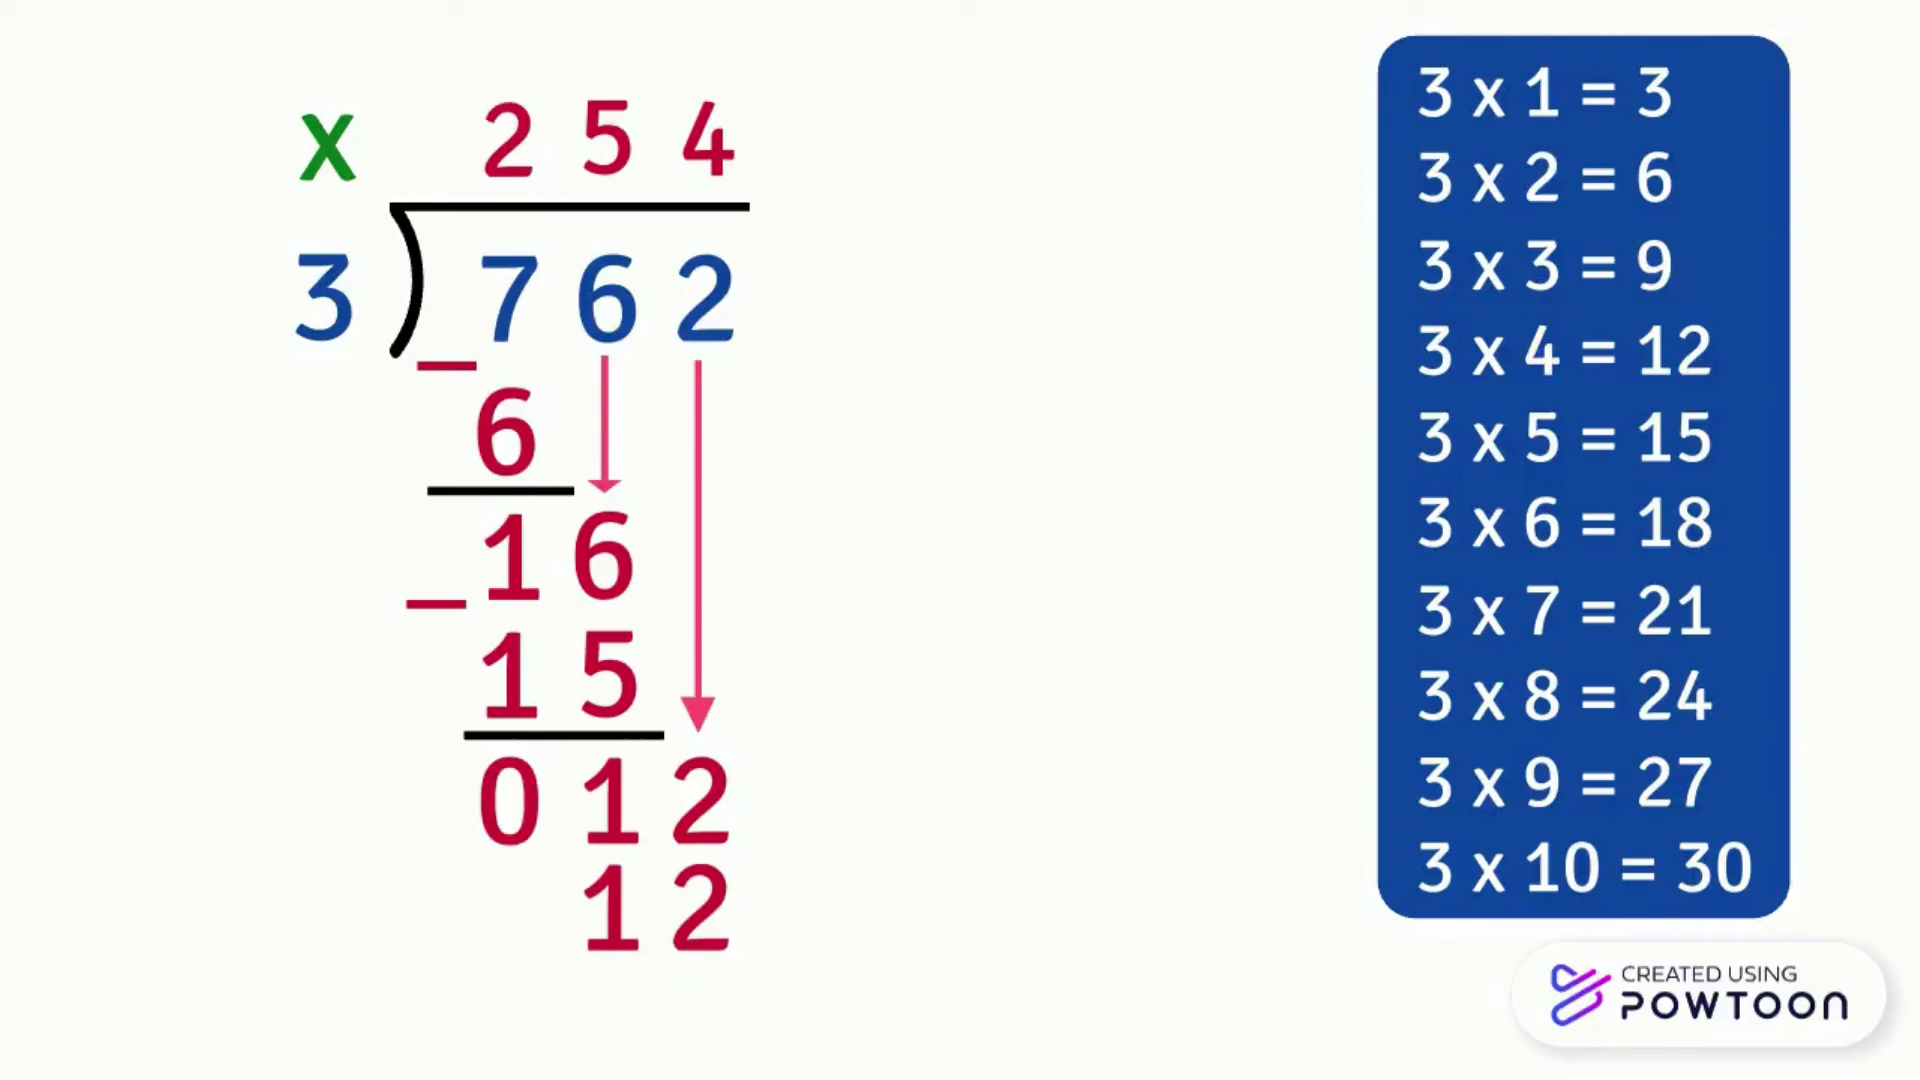 x 2 5 4
3 ) 7 6 2
–
6
1 6
–
1 5
0 1 2
1 2
3 x 1 = 3
3 x 2 = 6
3 x 3 = 9
3 x 4 = 12
3 x 5 = 15
3 x 6 = 18
3 x 7 = 21
3 x 8 = 24
3 x 9 = 27
3 x 10 = 30
CREATED USING
POWTOON